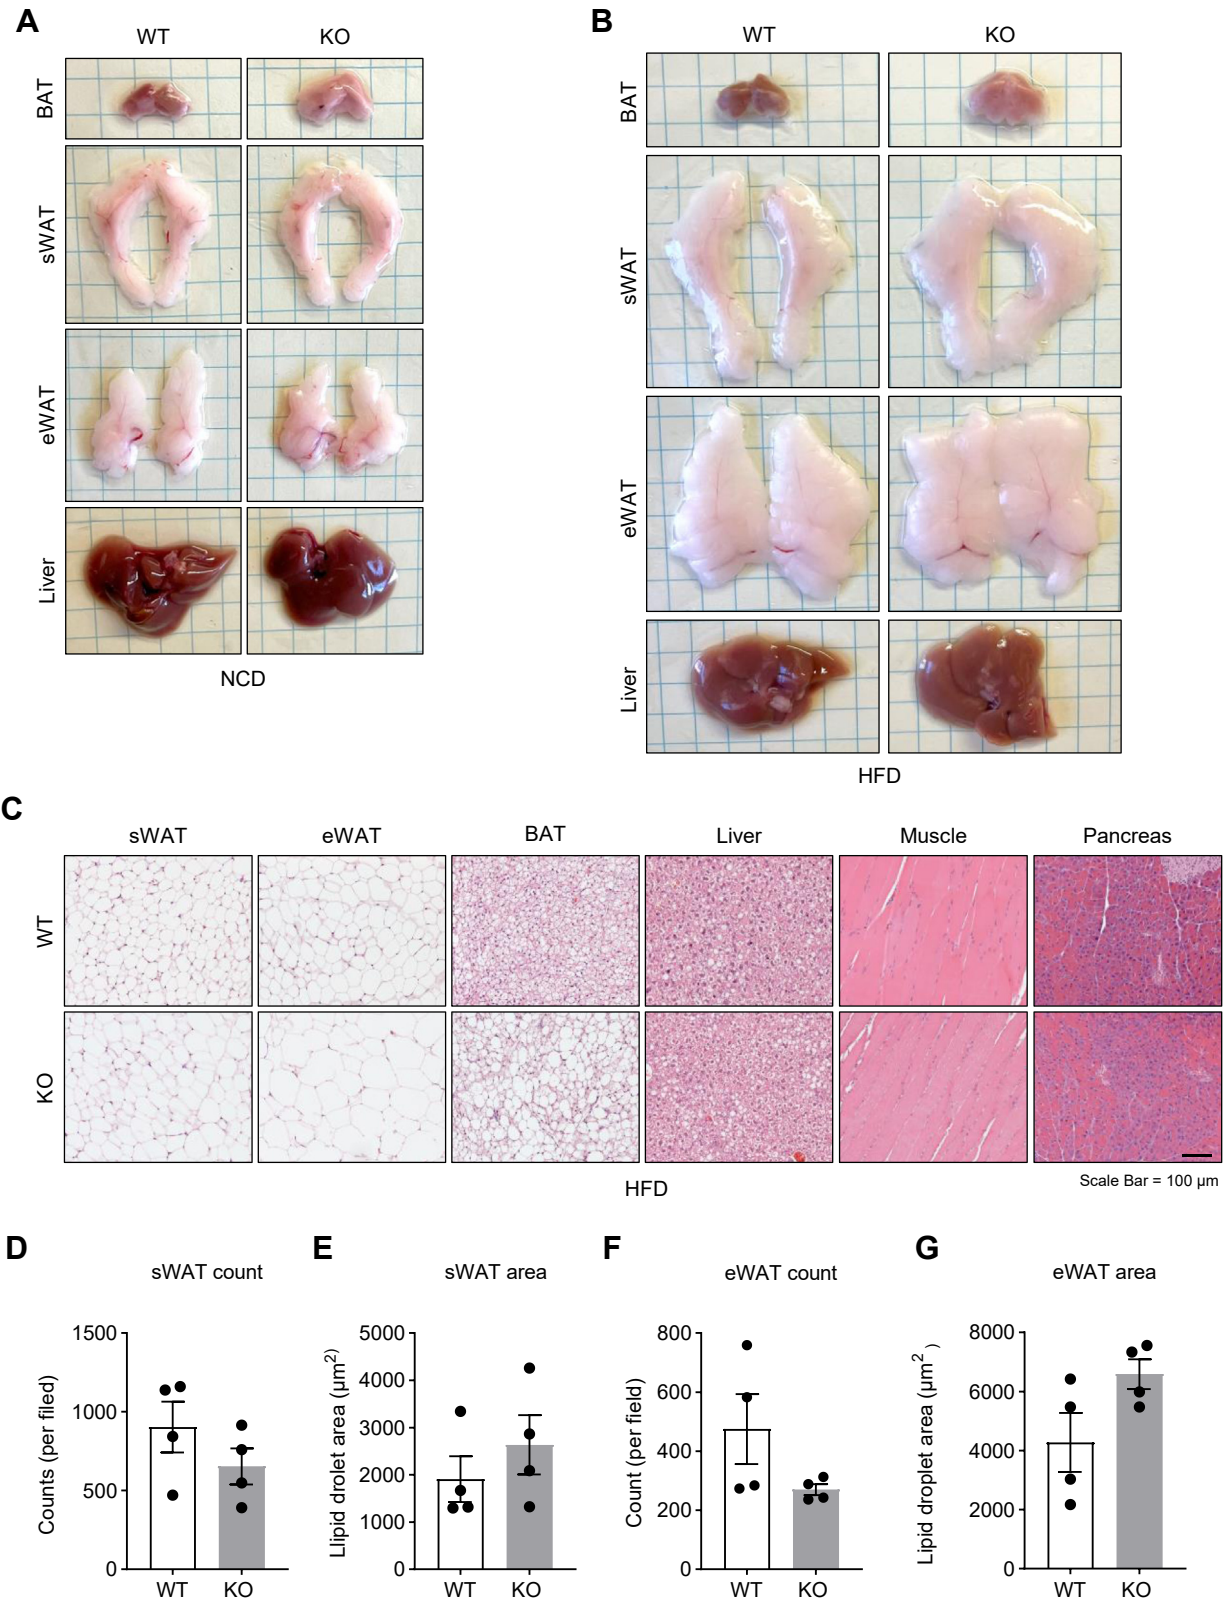 A
B
WT
KO
WT
KO
BAT
sWAT
eWAT
Liver
NCD
BAT
sWAT
eWAT
Liver
HFD
C
sWAT
eWAT
BAT
Liver
Muscle
Pancreas
WT
KO
HFD
Scale Bar = 100 µm
D
sWAT count
Counts (per filed)
1500
1000
500
0
WT
KO
E
sWAT area
Llipid drolet area (µm2)
5000
4000
3000
2000
1000
0
WT
KO
F
eWAT count
Count (per field)
800
600
400
200
0
WT
KO
G
eWAT area
Lipid droplet area (µm2)
8000
6000
4000
2000
0
WT
KO